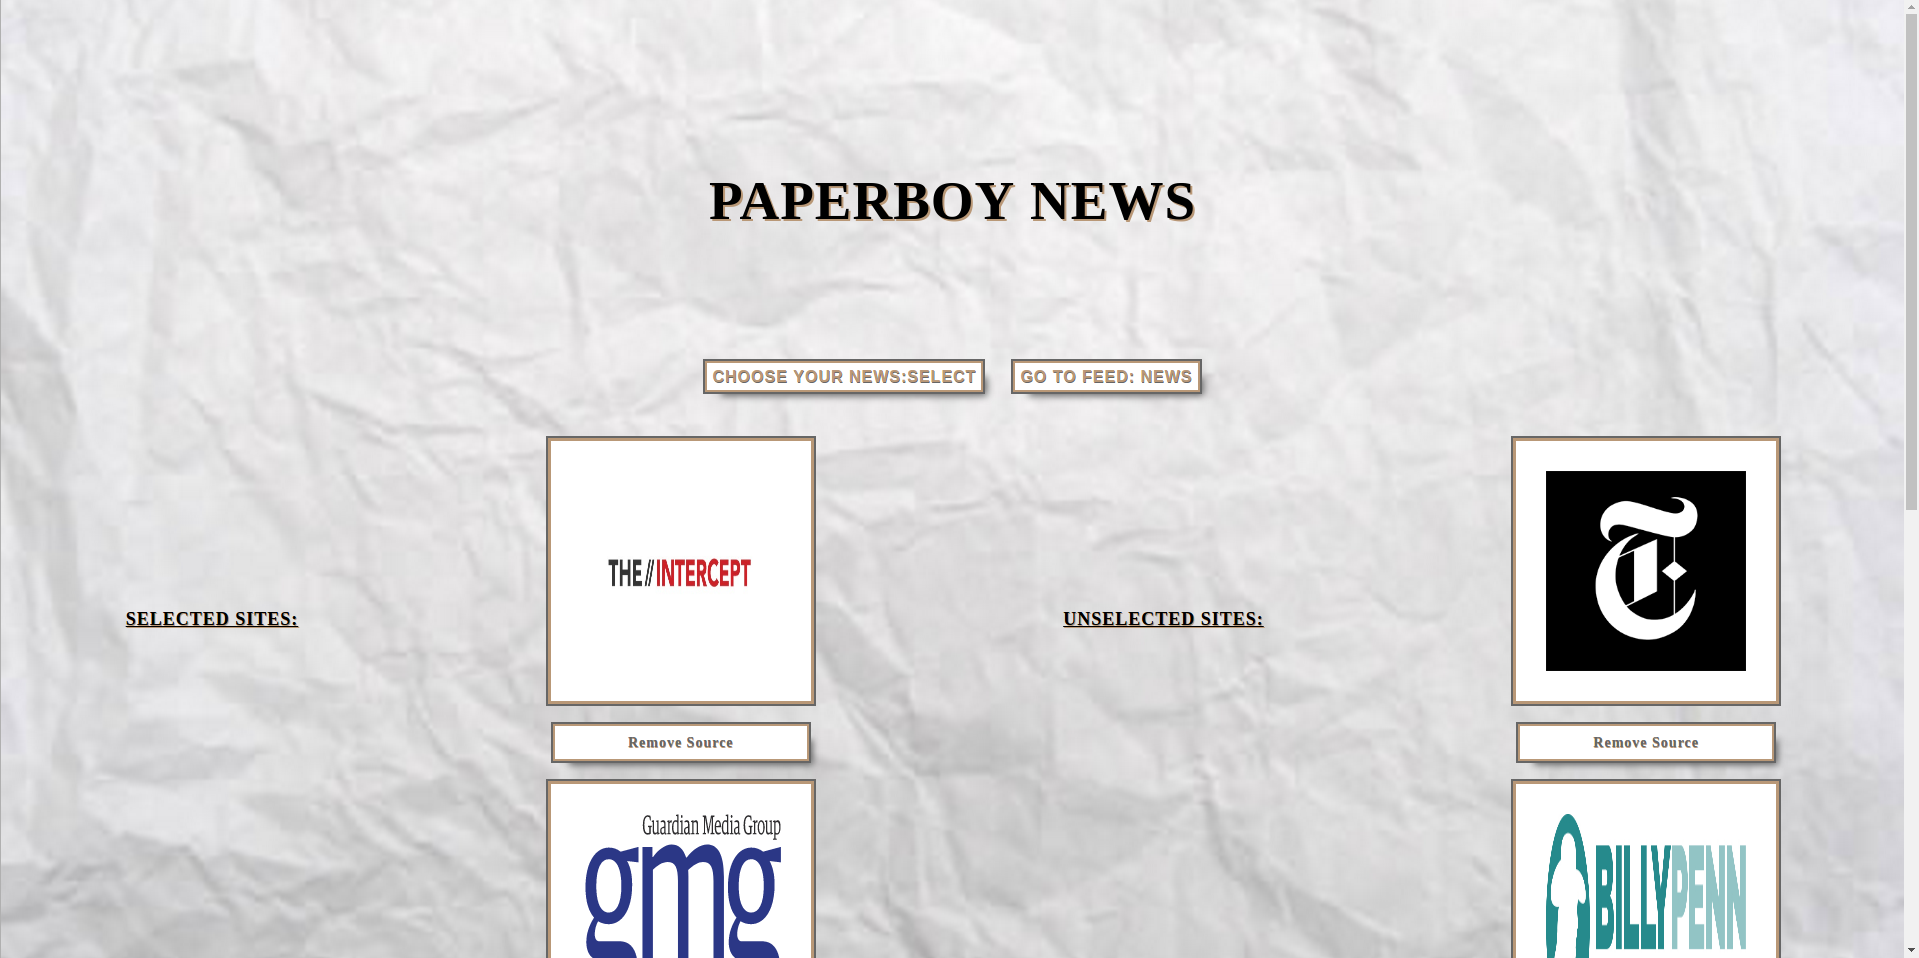 PAPERBOY NEWS
CHOOSE YOUR NEWS:SELECT
GO TO FEED: NEWS
SELECTED SITES:
THE // INTERCEPT
Remove Source
Guardian Media Group
gmg
UNSELECTED SITES:
T
Remove Source
BILLYPENN